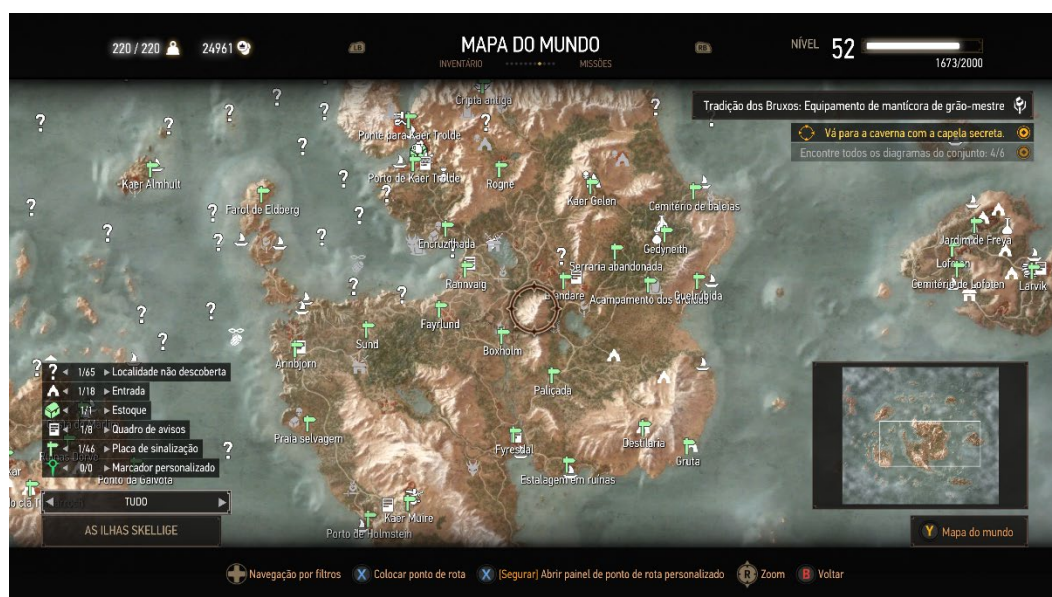 220 / 220
24961
LB
MAPA DO MUNDO
RB
NÍVEL 52
1673/2000
INVENTÁRIO
MISSÕES
Tradição dos Bruxos: Equipamento de mantícora de grão-mestre
Vá para a caverna com a capela secreta.
Encontre todos os diagramas do conjunto: 4/6
Cripta antiga
Ponte para Kaer Trolde
Porto de Kaer Trolde
Rogne
Kaer Almhult
Kaer Gelen
Farol de Eldberg
Cemitério de baleias
Encruzilhada
Gedyneith
Jardim de Freya
Serraria abandonada
Lofoten
Rannvaig
Cemitério de Lofoten
Larvik
Acampamento dos
Fayrlund
Sund
Boxholm
Arinbjorn
Paliçada
Praia selvagem
Fyresdal
Destilaria
Gruta
Estalagem em ruínas
Kaer Muire
Porto de Holmstein
? 1/65 Localidade não descoberta
1/18 Entrada
1/1 Estoque
1/8 Quadro de avisos
1/46 Placa de sinalização
0/0 Marcador personalizado
Ponto da Gaivota
TUDO
AS ILHAS SKELLIGE
Y Mapa do mundo
Navegação por filtros
X Colocar ponto de rota
X [Segurar] Abrir painel de ponto de rota personalizado
R Zoom
B Voltar